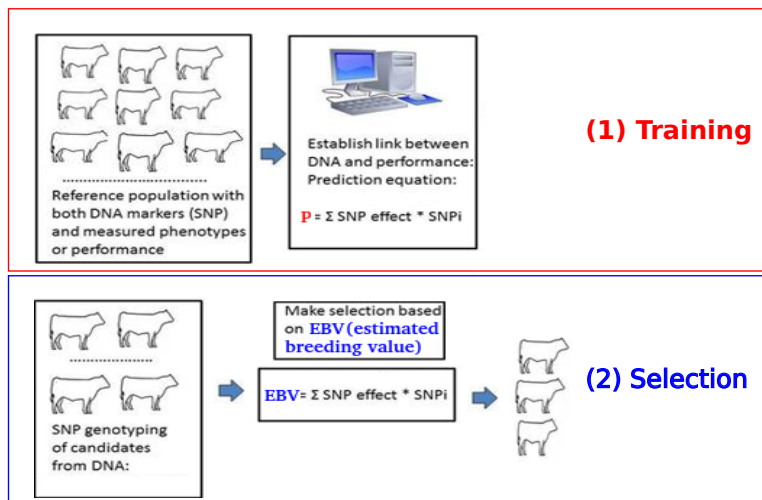 Reference population with
both DNA markers (SNP)
and measured phenotypes
or performance
Establish link between
DNA and performance:
Prediction equation:
P = Σ SNP effect * SNPi
(1) Training
SNP genotyping
of candidates
from DNA:
Make selection based
on EBV(estimated
breeding value)
EBV= Σ SNP effect * SNPi
(2) Selection